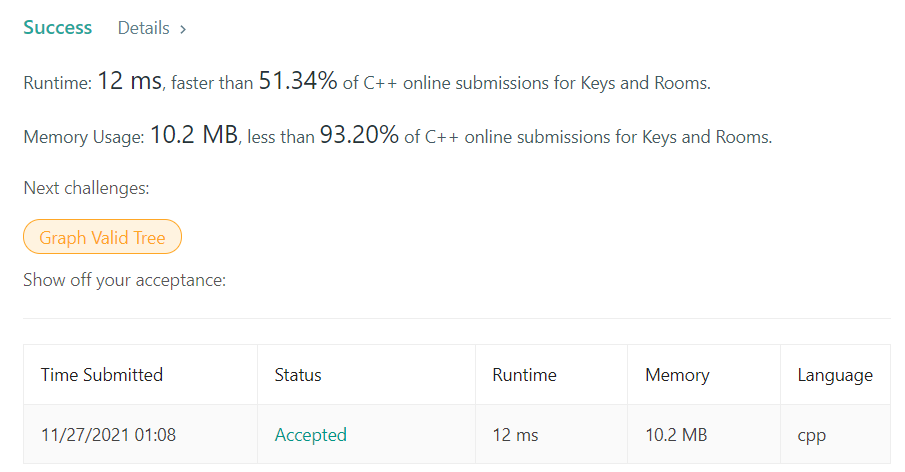 Success Details >
Runtime: 12 ms, faster than 51.34% of C++ online submissions for Keys and Rooms.
Memory Usage: 10.2 MB, less than 93.20% of C++ online submissions for Keys and Rooms.
Next challenges:
Graph Valid Tree
Show off your acceptance:
Time Submitted Status Runtime Memory Language
11/27/2021 01:08 Accepted 12 ms 10.2 MB cpp